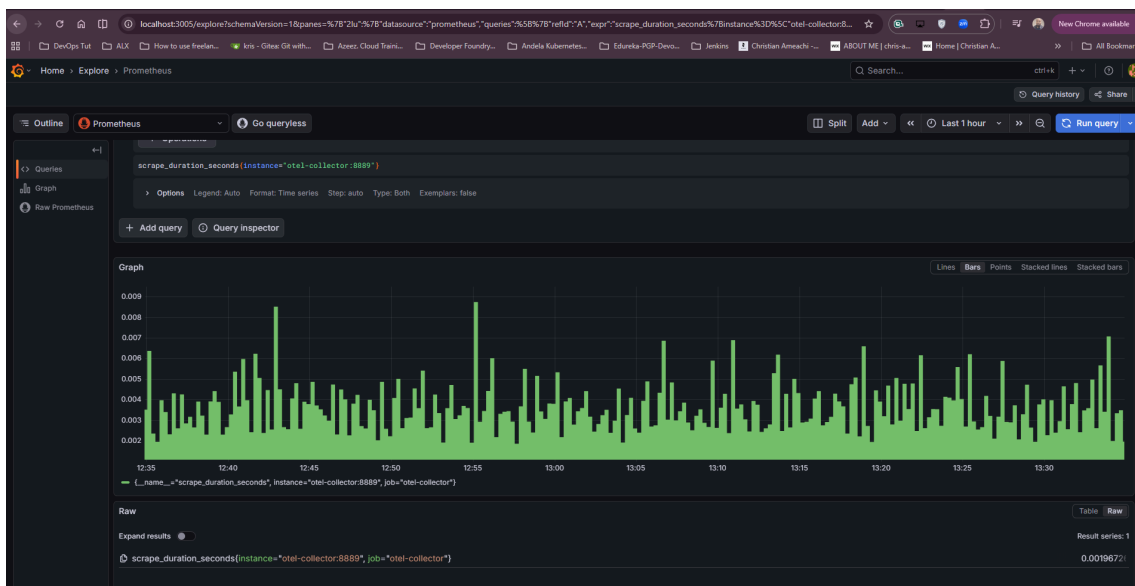 localhost:3005/explore?schemaVersion=1&panes=%7B"2lu":%7B"datasource":"prometheus","queries":%5B%7B"refId":"A","expr":"scrape_duration_seconds%7Binstance%3D%5C"otel-collector:8...
New Chrome available
DevOps Tut ALX How to use freelan... kris - Gitea: Git with... Azeez. Cloud Traini... Developer Foundry... Andela Kubernetes... Edureka-PGP-Devo... Jenkins Christian Ameachi -... ABOUT ME | chris-a... Home | Christian A... » All Bookmar
Home > Explore > Prometheus Search... ctrl+k
Query history Share
Outline Prometheus Go queryless Split Add Last 1 hour Run query
Operations
Queries
Graph
Raw Prometheus
scrape_duration_seconds{instance="otel-collector:8889"}
Options Legend: Auto Format: Time series Step: auto Type: Both Exemplars: false
+ Add query Query inspector
Graph Lines Bars Points Stacked lines Stacked bars
0.009
0.008
0.007
0.006
0.005
0.004
0.003
0.002
12:35 12:40 12:45 12:50 12:55 13:00 13:05 13:10 13:15 13:20 13:25 13:30
{__name__="scrape_duration_seconds", instance="otel-collector:8889", job="otel-collector"}
Raw Table Raw
Expand results Result series: 1
scrape_duration_seconds{instance="otel-collector:8889", job="otel-collector"} 0.0019672